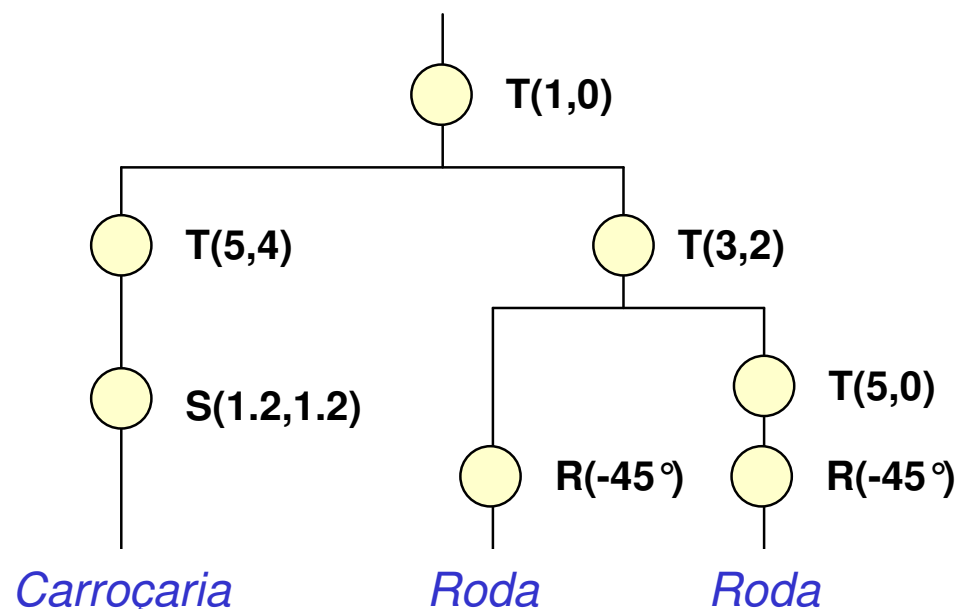 T(1,0)
T(5,4)
T(3,2)
T(5,0)
S(1.2,1.2)
R(-45°)
R(-45°)
Carroçaria
Roda
Roda